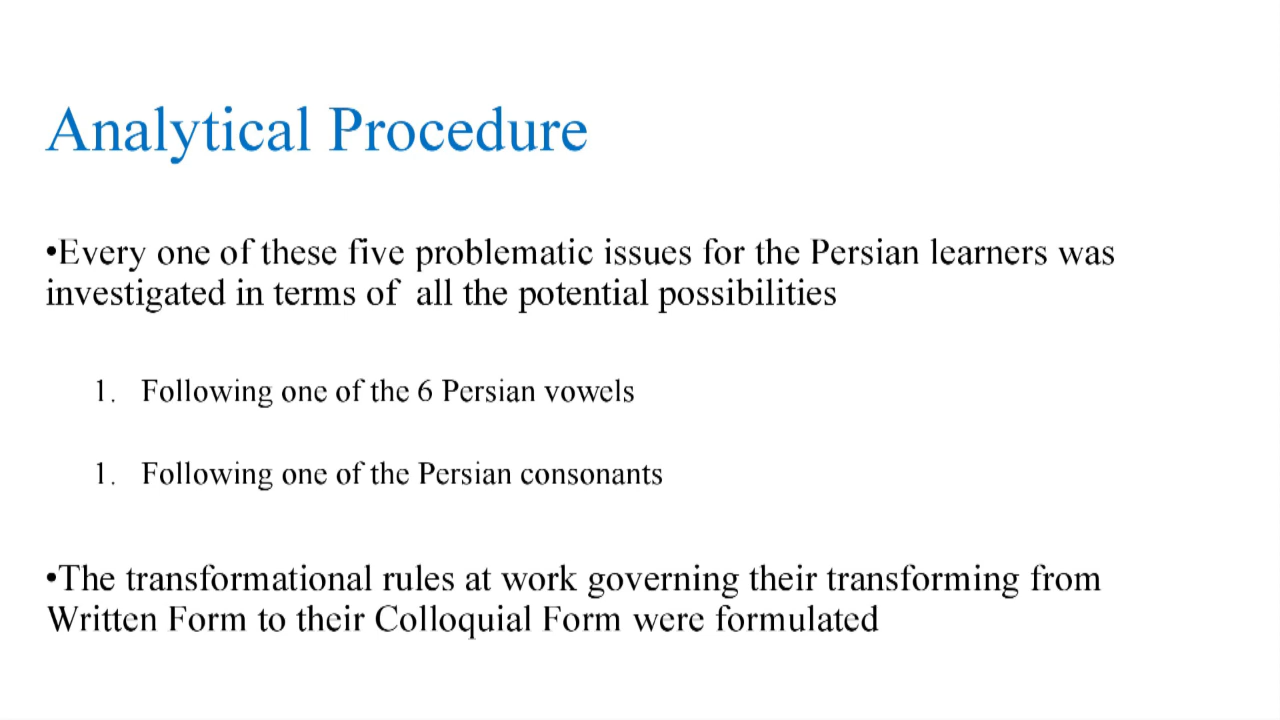 Analytical Procedure
•Every one of these five problematic issues for the Persian learners was
investigated in terms of all the potential possibilities
1. Following one of the 6 Persian vowels
1. Following one of the Persian consonants
•The transformational rules at work governing their transforming from
Written Form to their Colloquial Form were formulated